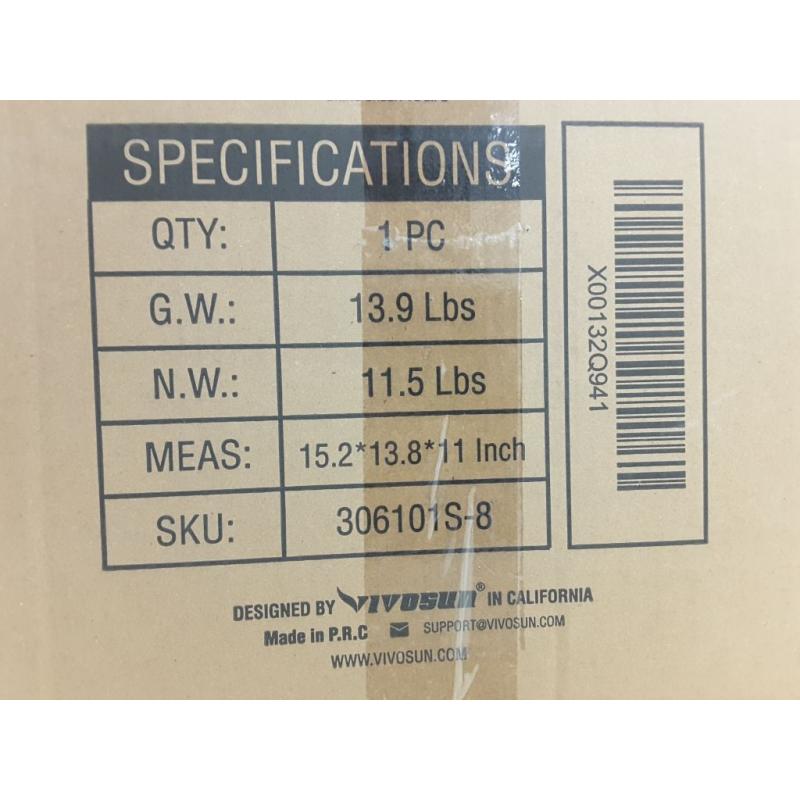 SPECIFICATIONS
QTY: 1 PC
G.W.: 13.9 Lbs
N.W.: 11.5 Lbs
MEAS: 15.2*13.8*11 Inch
SKU: 306101S-8
X00132Q941
DESIGNED BY VIVOSUN® IN CALIFORNIA
Made in P.R.C SUPPORT@VIVOSUN.COM
WWW.VIVOSUN.COM